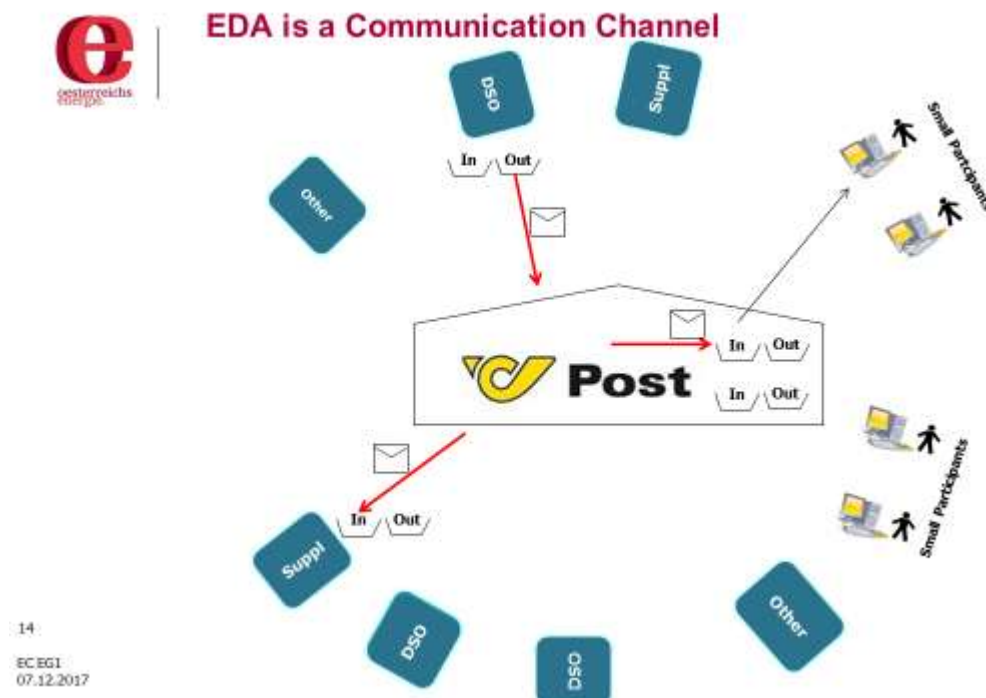 EDA is a Communication Channel
oesterreichs
energie.
DSO
Suppl
Small Partcipants
In Out
Other
In Out
Post
In Out
In Out
Suppl
Small Participants
Other
DSO
DSO
14
EC EG1
07.12.2017